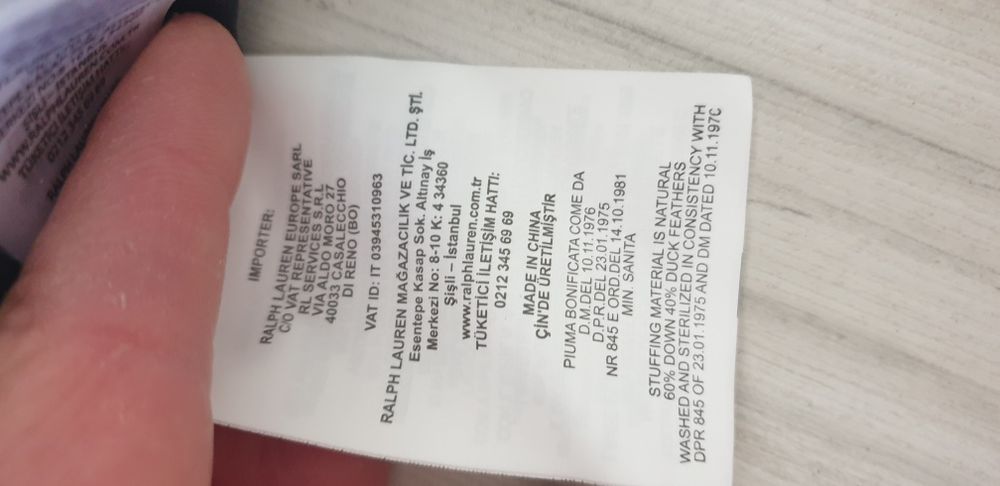 IMPORTER:
RALPH LAUREN EUROPE SARL
C/O VAT REPRESENTATIVE
RL SERVICES S.R.L
VIA ALDO MORO 27
40033 CASALECCHIO
DI RENO (BO)
VAT ID: IT 03945310963
RALPH LAUREN MAĞAZACILIK VE TİC. LTD. ŞTİ.
Esentepe Kasap Sok. Altınay İş
Merkezi No: 8-10 K: 4 34360
Şişli – İstanbul
www.ralphlauren.com.tr
TÜKETİCİ İLETİŞİM HATTI:
0212 345 69 69
MADE IN CHINA
ÇİN'DE ÜRETİLMİŞTİR
PIUMA BONIFICATA COME DA
D.M.DEL 10.11.1976
D.PR.DEL 23.01.1975
NR 845 E ORD.DEL 14.10.1981
MIN. SANITA
STUFFING MATERIAL IS NATURAL
60% DOWN 40% DUCK FEATHERS
WASHED AND STERILIZED IN CONSISTENCY WITH
DPR 845 OF 23.01.1975 AND DM DATED 10.11.197C